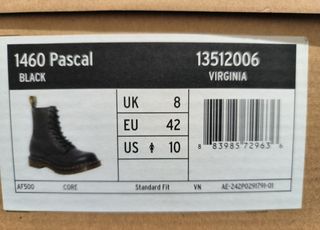 1460 Pascal 13512006
BLACK VIRGINIA
UK 8
EU 42
US 10
8 83985 72963 6
AF500 CORE Standard Fit VN AE-242P0291791-01